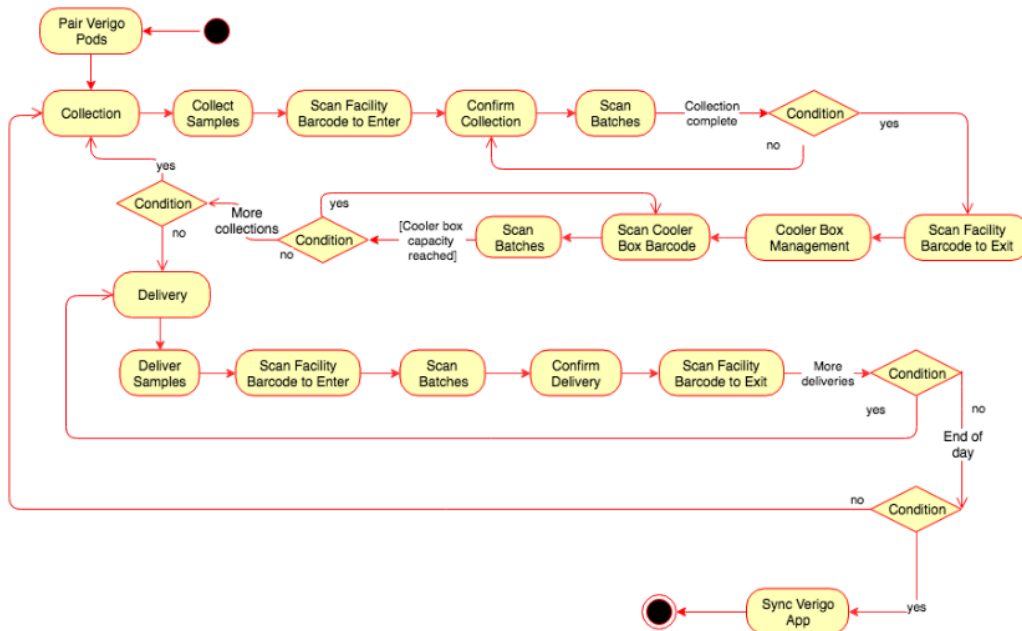 Pair Verigo
Pods
Collection
Collect
Samples
Scan Facility
Barcode to Enter
Confirm
Collection
Scan
Batches
Collection
complete
Condition
yes
no
yes
Condition
no
More
collections
yes
Condition
no
[Cooler box
capacity
reached]
Scan
Batches
Scan Cooler
Box Barcode
Cooler Box
Management
Scan Facility
Barcode to Exit
Delivery
Deliver
Samples
Scan Facility
Barcode to Enter
Scan
Batches
Confirm
Delivery
Scan Facility
Barcode to Exit
More
deliveries
Condition
yes
no
End of
day
no
Condition
yes
Sync Verigo
App